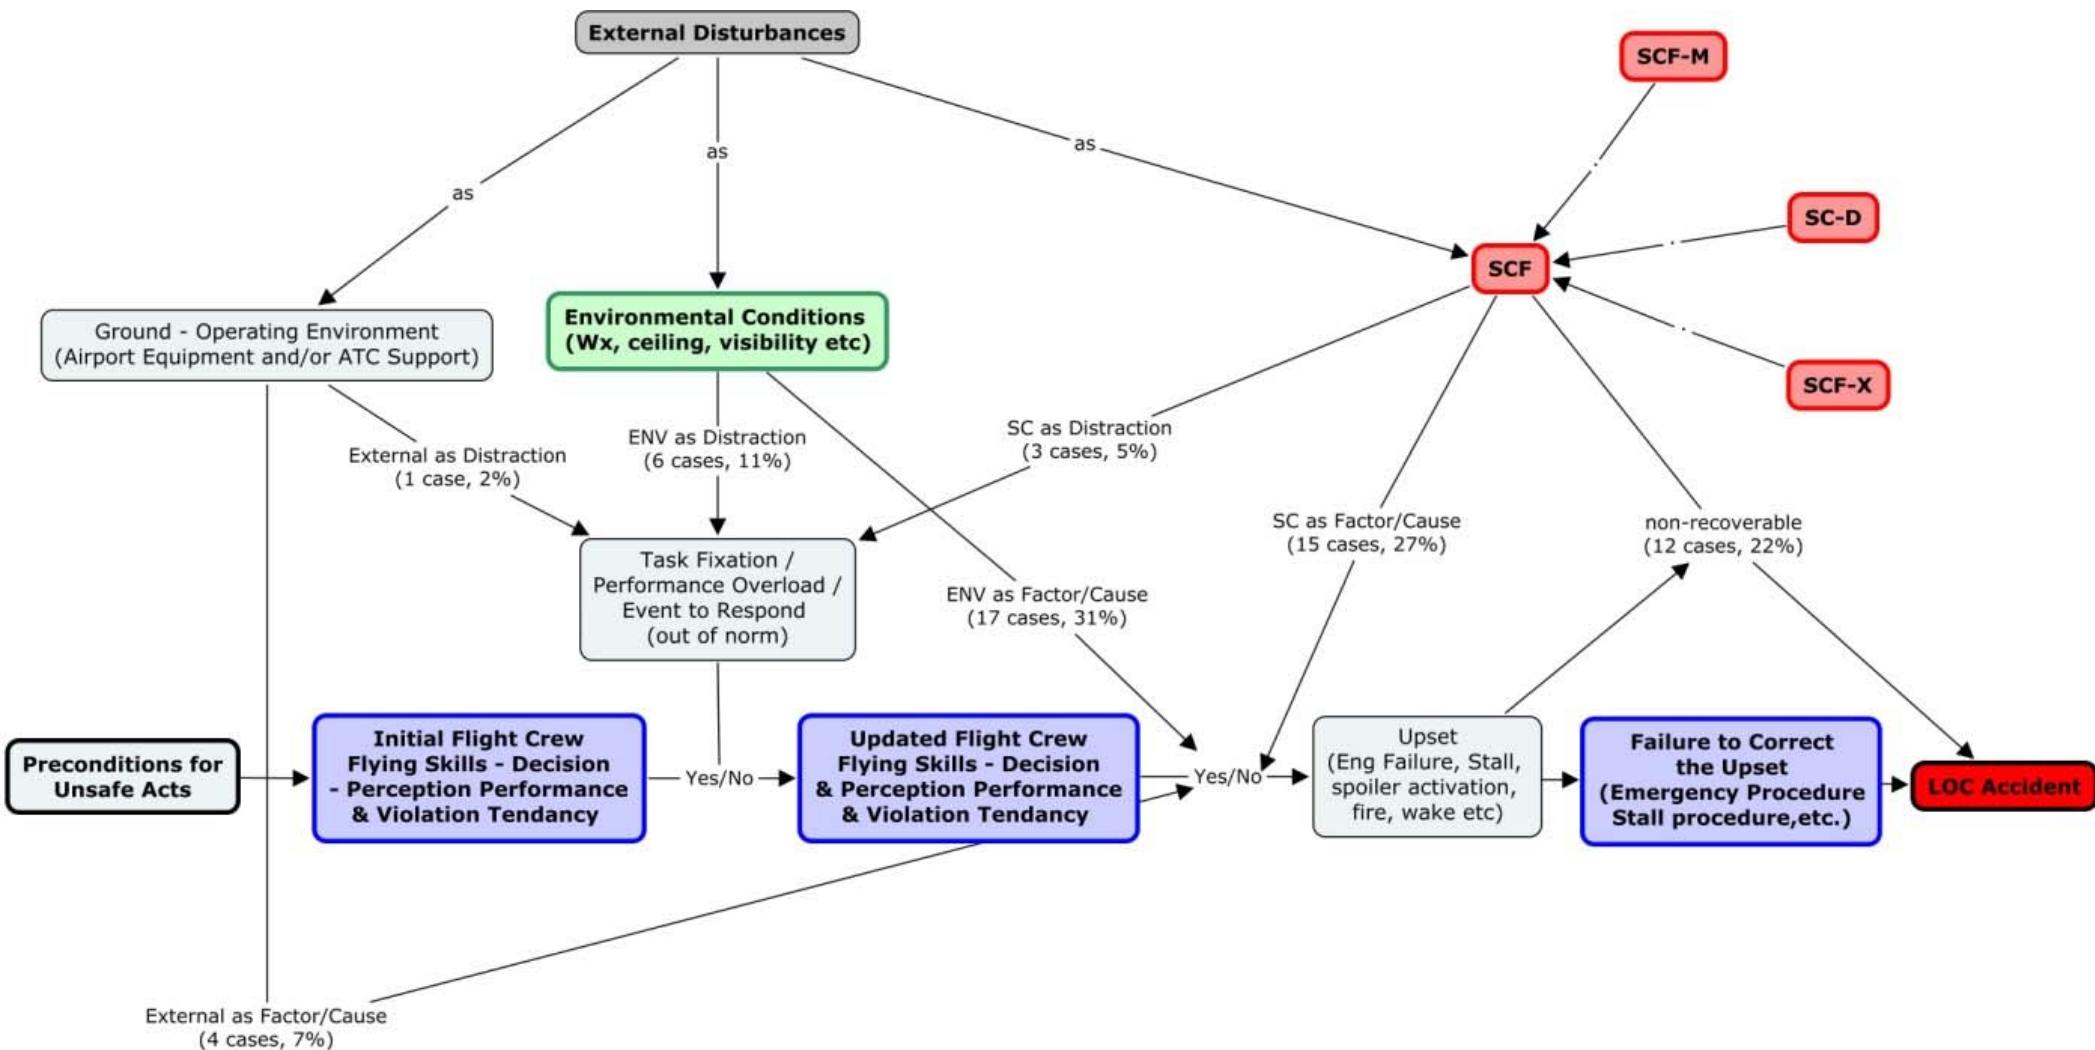 External Disturbances
SCF-M
as
as
as
SC-D
SCF
Ground - Operating Environment
(Airport Equipment and/or ATC Support)
Environmental Conditions
(Wx, ceiling, visibility etc)
SCF-X
External as Distraction
(1 case, 2%)
ENV as Distraction
(6 cases, 11%)
SC as Distraction
(3 cases, 5%)
SC as Factor/Cause
(15 cases, 27%)
non-recoverable
(12 cases, 22%)
Task Fixation /
Performance Overload /
Event to Respond
(out of norm)
ENV as Factor/Cause
(17 cases, 31%)
Preconditions for
Unsafe Acts
Initial Flight Crew
Flying Skills - Decision
- Perception Performance
& Violation Tendancy
Yes/No
Updated Flight Crew
Flying Skills - Decision
& Perception Performance
& Violation Tendancy
Yes/No
Upset
(Eng Failure, Stall,
spoiler activation,
fire, wake etc)
Failure to Correct
the Upset
(Emergency Procedure
Stall procedure,etc.)
LOC Accident
External as Factor/Cause
(4 cases, 7%)